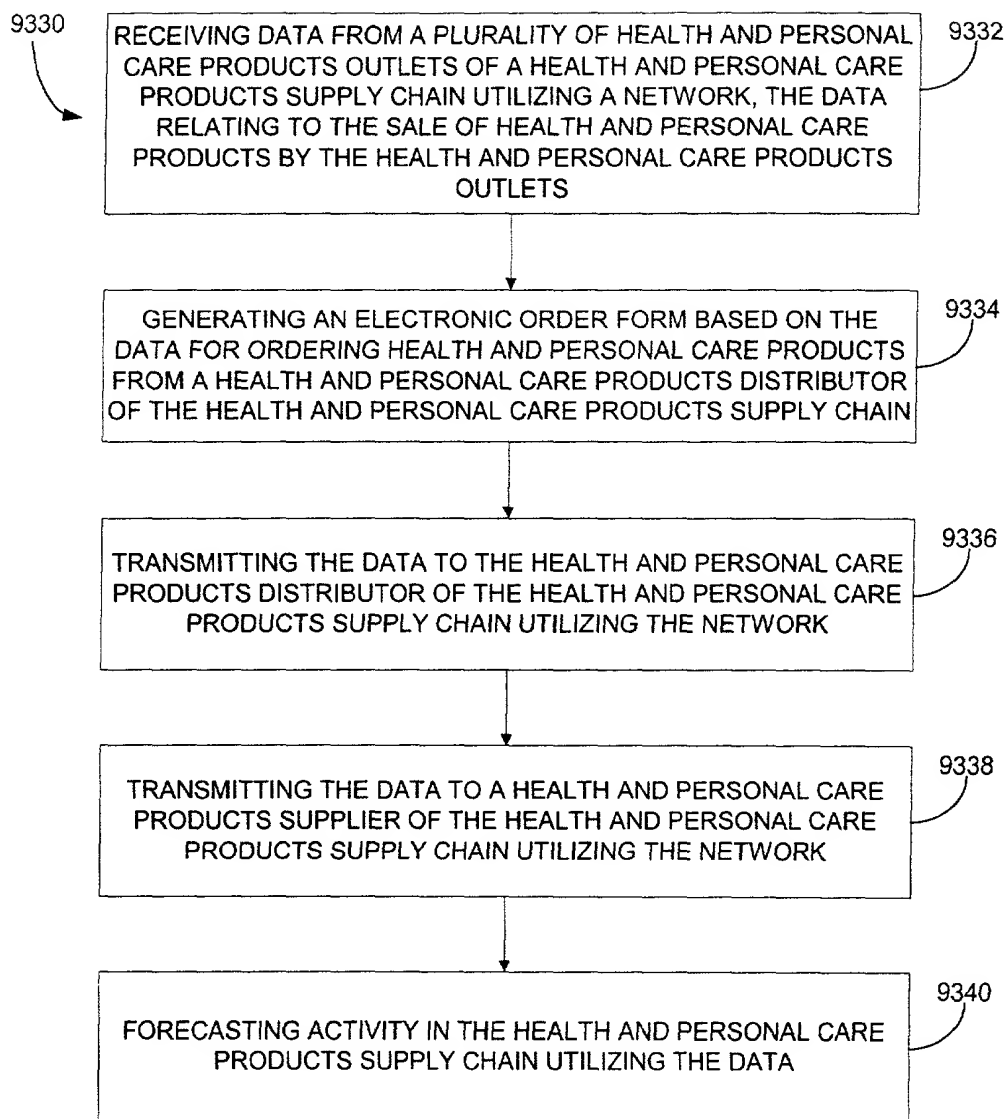 9330
9332
RECEIVING DATA FROM A PLURALITY OF HEALTH AND PERSONAL
CARE PRODUCTS OUTLETS OF A HEALTH AND PERSONAL CARE
PRODUCTS SUPPLY CHAIN UTILIZING A NETWORK, THE DATA
RELATING TO THE SALE OF HEALTH AND PERSONAL CARE
PRODUCTS BY THE HEALTH AND PERSONAL CARE PRODUCTS
OUTLETS
9334
GENERATING AN ELECTRONIC ORDER FORM BASED ON THE
DATA FOR ORDERING HEALTH AND PERSONAL CARE PRODUCTS
FROM A HEALTH AND PERSONAL CARE PRODUCTS DISTRIBUTOR
OF THE HEALTH AND PERSONAL CARE PRODUCTS SUPPLY CHAIN
9336
TRANSMITTING THE DATA TO THE HEALTH AND PERSONAL CARE
PRODUCTS DISTRIBUTOR OF THE HEALTH AND PERSONAL CARE
PRODUCTS SUPPLY CHAIN UTILIZING THE NETWORK
9338
TRANSMITTING THE DATA TO A HEALTH AND PERSONAL CARE
PRODUCTS SUPPLIER OF THE HEALTH AND PERSONAL CARE
PRODUCTS SUPPLY CHAIN UTILIZING THE NETWORK
9340
FORECASTING ACTIVITY IN THE HEALTH AND PERSONAL CARE
PRODUCTS SUPPLY CHAIN UTILIZING THE DATA